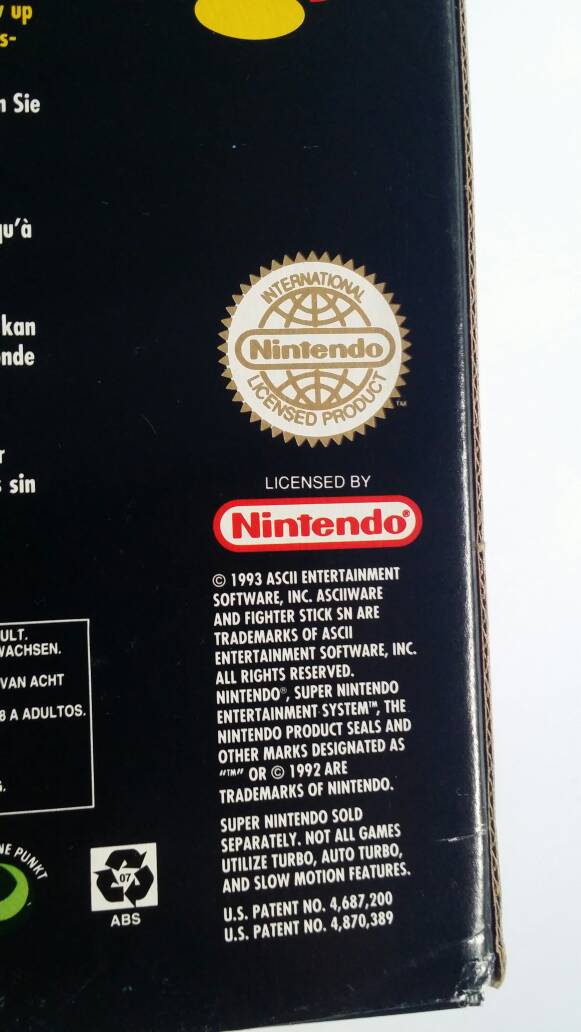 up
s-
n Sie
qu'à
kan
nde
r
s sin
INTERNATIONAL
Nintendo
LICENSED PRODUCT
TM
LICENSED BY
Nintendo®
© 1993 ASCII ENTERTAINMENT
SOFTWARE, INC. ASCIIWARE
AND FIGHTER STICK SN ARE
TRADEMARKS OF ASCII
ENTERTAINMENT SOFTWARE, INC.
ALL RIGHTS RESERVED.
NINTENDO®, SUPER NINTENDO
ENTERTAINMENT SYSTEM™, THE
NINTENDO PRODUCT SEALS AND
OTHER MARKS DESIGNATED AS
"™" OR © 1992 ARE
TRADEMARKS OF NINTENDO.
SUPER NINTENDO SOLD
SEPARATELY. NOT ALL GAMES
UTILIZE TURBO, AUTO TURBO,
AND SLOW MOTION FEATURES.
U.S. PATENT NO. 4,687,200
U.S. PATENT NO. 4,870,389
ULT.
WACHSEN.
VAN ACHT
8 A ADULTOS.
NE PUNKT
07
ABS